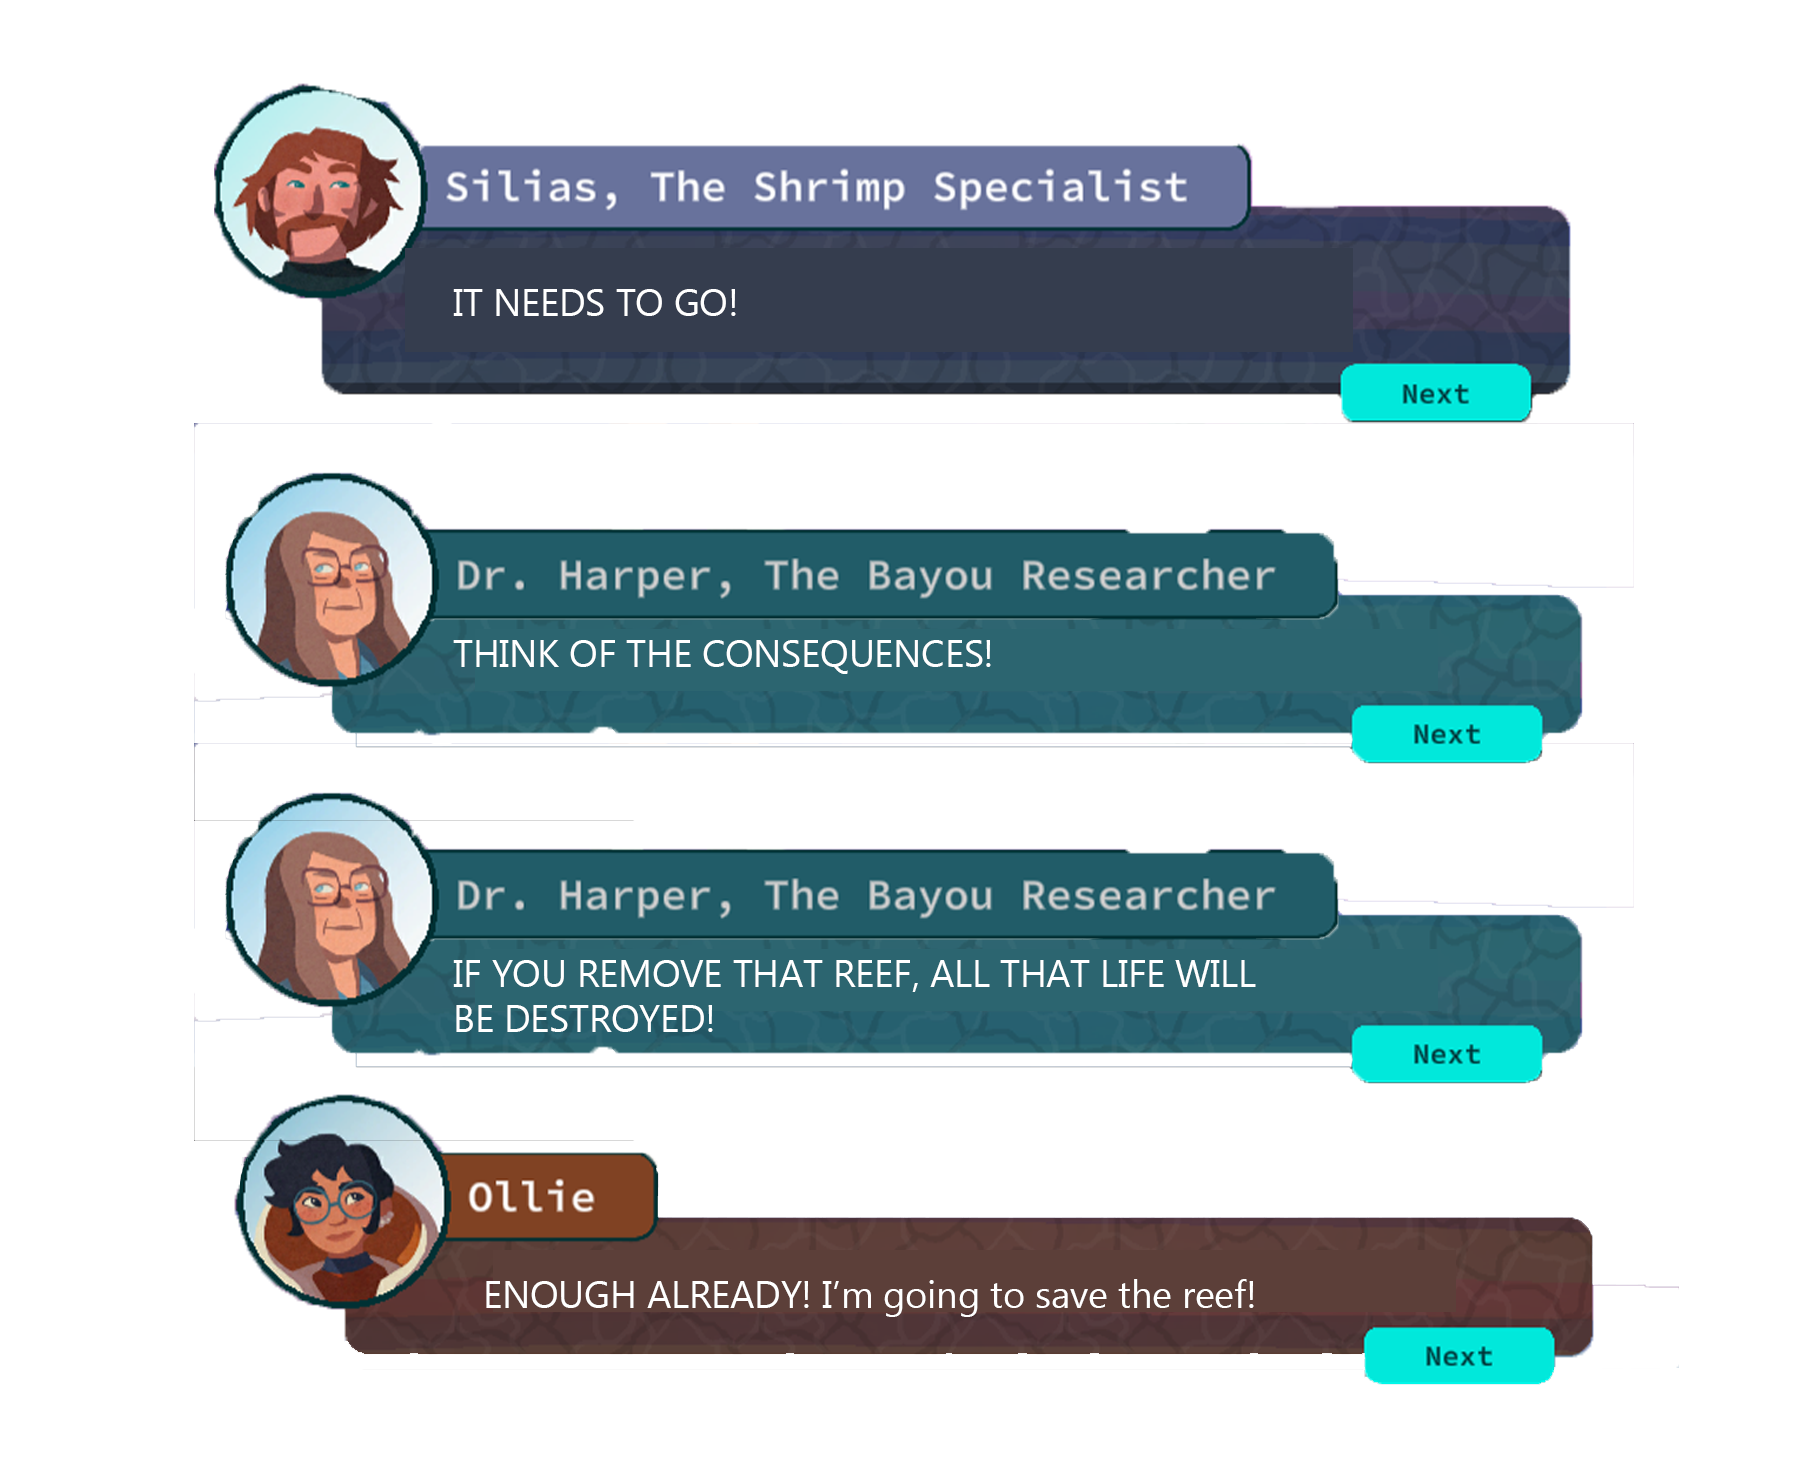 Silias, The Shrimp Specialist
IT NEEDS TO GO!
Next
Dr. Harper, The Bayou Researcher
THINK OF THE CONSEQUENCES!
Next
Dr. Harper, The Bayou Researcher
IF YOU REMOVE THAT REEF, ALL THAT LIFE WILL
BE DESTROYED!
Next
Ollie
ENOUGH ALREADY! I’m going to save the reef!
Next